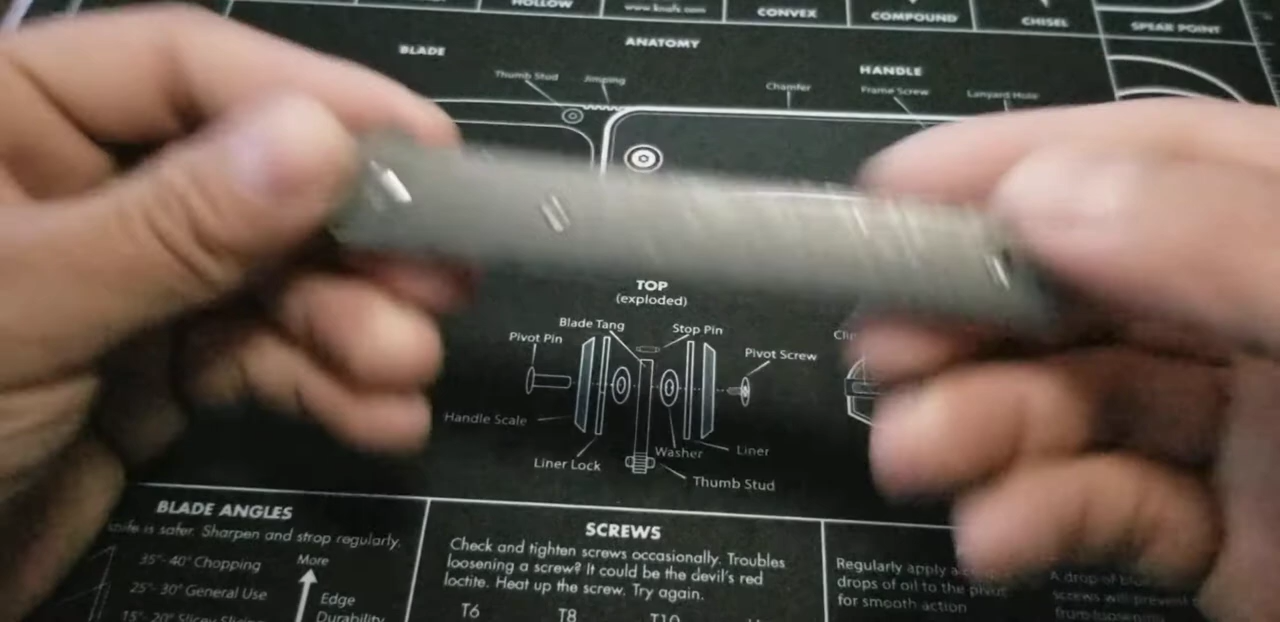 HOLLOW
www.knafs.com
CONVEX
COMPOUND
CHISEL
SPEAR POINT
BLADE
ANATOMY
HANDLE
Thumb Stud
Jimping
Chamfer
Frame Screw
Lanyard Hole
TOP
(exploded)
Blade Tang
Stop Pin
Pivot Pin
Pivot Screw
Handle Scale
Washer
Liner
Liner Lock
Thumb Stud
BLADE ANGLES
knife is safer. Sharpen and strop regularly.
35°- 40° Chopping
25°- 30° General Use
15°- 20°
More
Edge
Durability
SCREWS
Check and tighten screws occasionally. Troubles
loosening a screw? It could be the devil's red
loctite. Heat up the screw. Try again.
T6
T8
T10
Regularly apply a
drops of oil to the pivot
for smooth action
A drop of
screws will prevent
from loosening